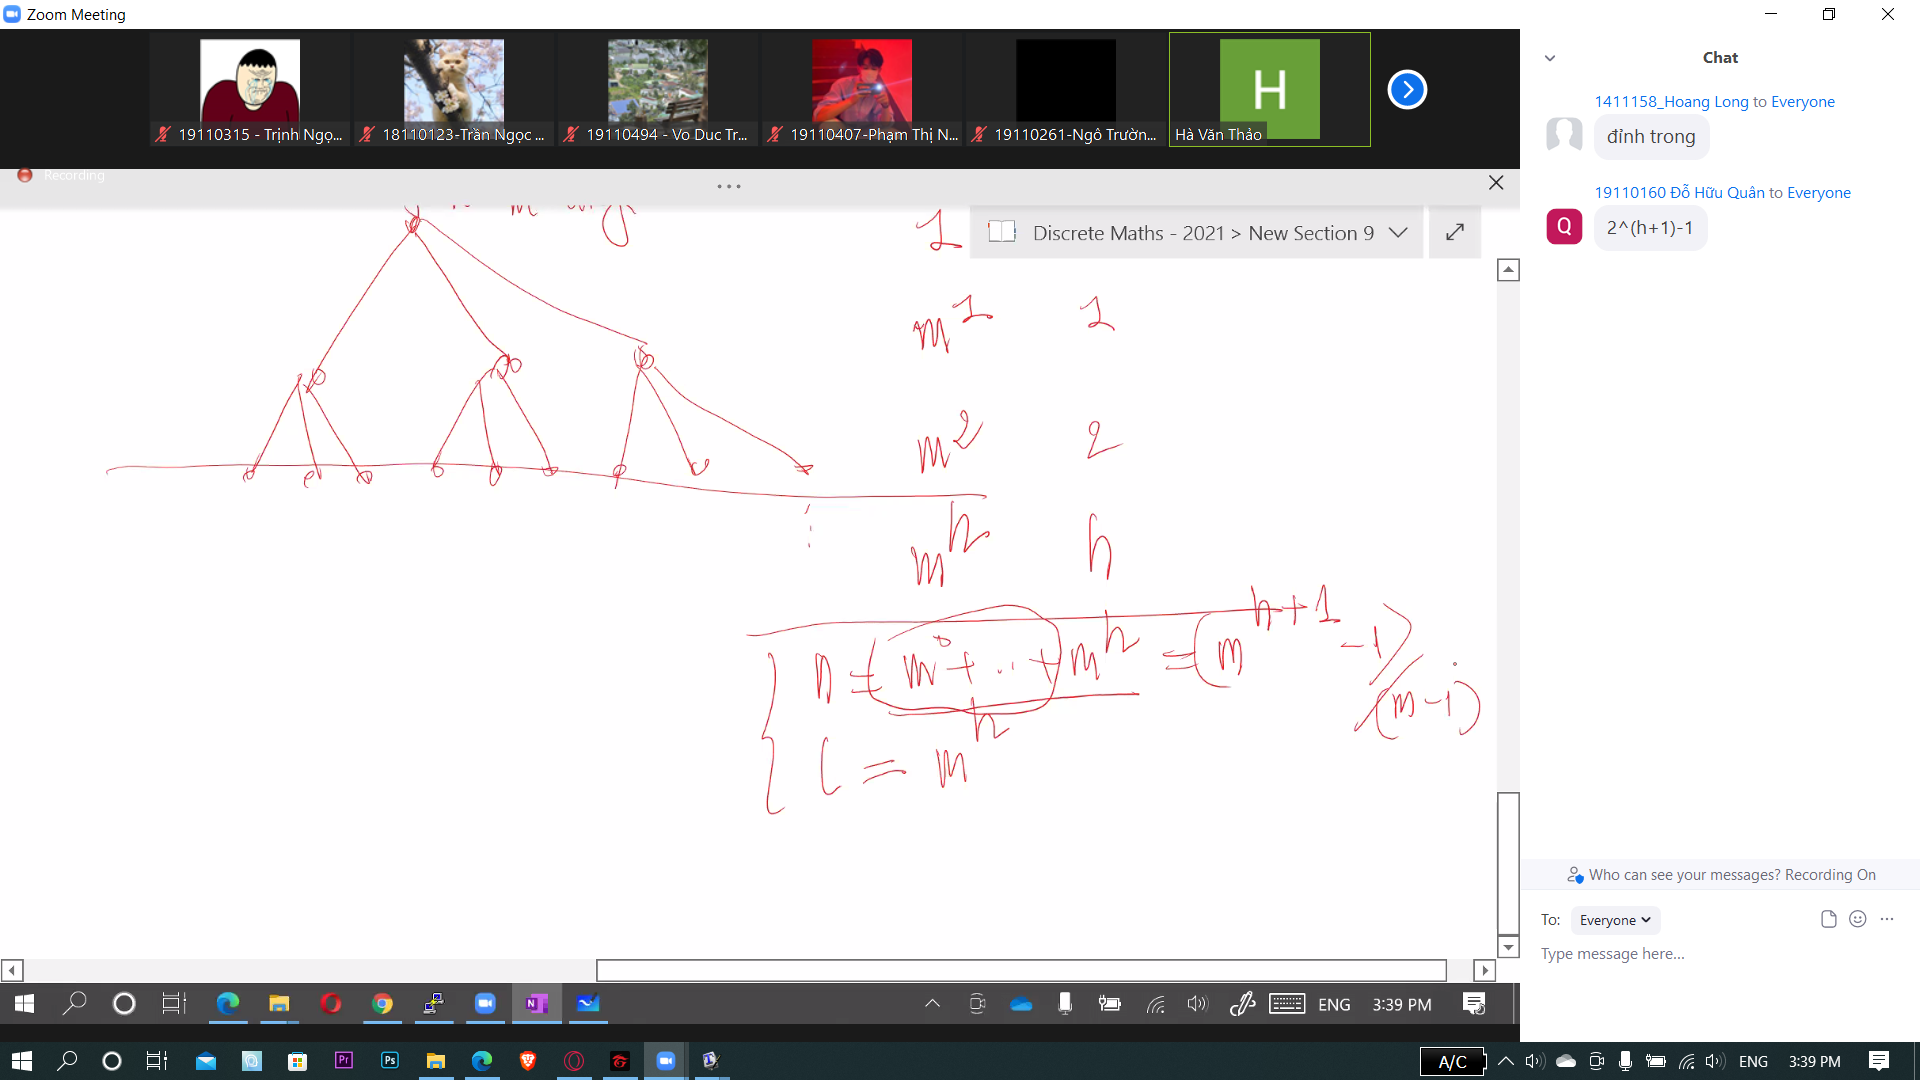 Zoom Meeting
19110315 - Trịnh Ngọ...
18110123-Trần Ngọc ...
19110494 - Vo Duc Tr...
19110407-Phạm Thị N...
19110261-Ngô Trườn...
H
Hà Văn Thảo
Recording
1
Discrete Maths - 2021 > New Section 9
m^1 1
m^2 2
m^h h
n = m^0 + ... + m^h = (m^h+1 - 1)/(m-1)
l = m^h
Chat
1411158_Hoang Long to Everyone
đỉnh trong
19110160 Đỗ Hữu Quân to Everyone
Q
2^(h+1)-1
Who can see your messages? Recording On
To: Everyone
Type message here...
ENG
3:39 PM
Pr
Ps
A/C
ENG
3:39 PM